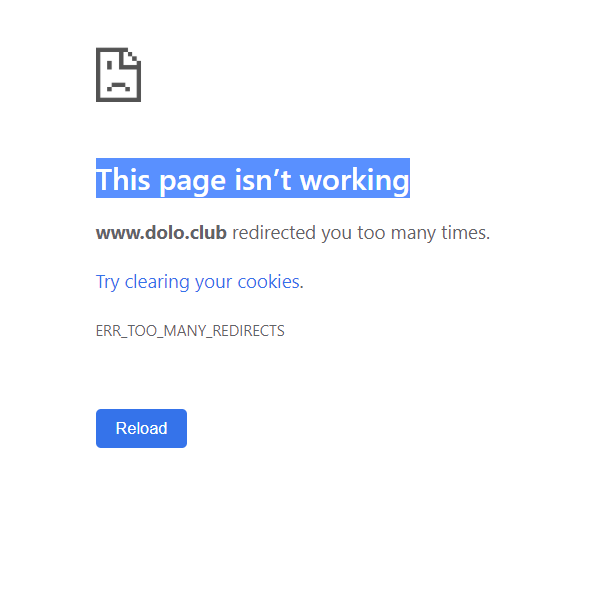 This page isn’t working
www.dolo.club redirected you too many times.
Try clearing your cookies.
ERR_TOO_MANY_REDIRECTS
Reload